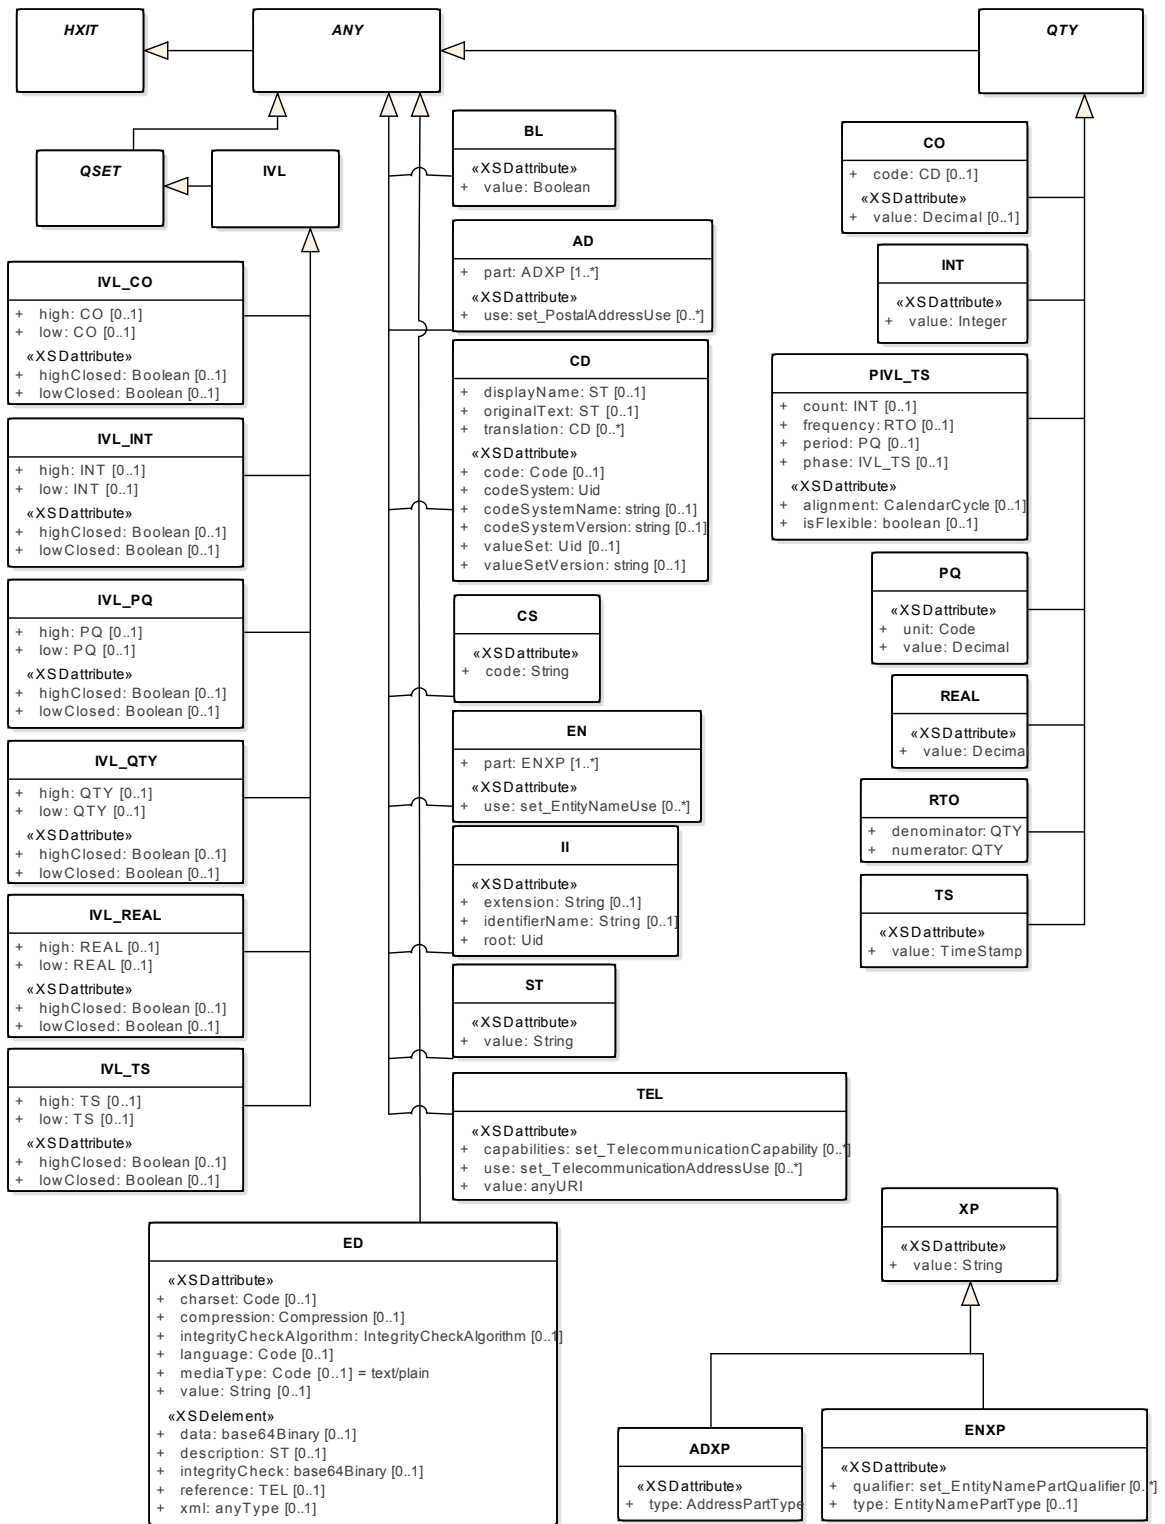 HXIT
ANY
QTY
QSET
IVL
IVL_CO
+ high: CO [0..1]
+ low: CO [0..1]
«XSDattribute»
+ highClosed: Boolean [0..1]
+ lowClosed: Boolean [0..1]
IVL_INT
+ high: INT [0..1]
+ low: INT [0..1]
«XSDattribute»
+ highClosed: Boolean [0..1]
+ lowClosed: Boolean [0..1]
IVL_PQ
+ high: PQ [0..1]
+ low: PQ [0..1]
«XSDattribute»
+ highClosed: Boolean [0..1]
+ lowClosed: Boolean [0..1]
IVL_QTY
+ high: QTY [0..1]
+ low: QTY [0..1]
«XSDattribute»
+ highClosed: Boolean [0..1]
+ lowClosed: Boolean [0..1]
IVL_REAL
+ high: REAL [0..1]
+ low: REAL [0..1]
«XSDattribute»
+ highClosed: Boolean [0..1]
+ lowClosed: Boolean [0..1]
IVL_TS
+ high: TS [0..1]
+ low: TS [0..1]
«XSDattribute»
+ highClosed: Boolean [0..1]
+ lowClosed: Boolean [0..1]
BL
«XSDattribute»
+ value: Boolean
AD
+ part: ADXP [1..*]
«XSDattribute»
+ use: set_PostalAddressUse [0..*]
CD
+ displayName: ST [0..1]
+ originalText: ST [0..1]
+ translation: CD [0..*]
«XSDattribute»
+ code: Code [0..1]
+ codeSystem: Uid
+ codeSystemName: string [0..1]
+ codeSystemVersion: string [0..1]
+ valueSet: Uid [0..1]
+ valueSetVersion: string [0..1]
CS
«XSDattribute»
+ code: String
EN
+ part: ENXP [1..*]
«XSDattribute»
+ use: set_EntityNameUse [0..*]
II
«XSDattribute»
+ extension: String [0..1]
+ identifierName: String [0..1]
+ root: Uid
ST
«XSDattribute»
+ value: String
TEL
«XSDattribute»
+ capabilities: set_TelecommunicationCapability [0..*]
+ use: set_TelecommunicationAddressUse [0..*]
+ value: anyURI
CO
+ code: CD [0..1]
«XSDattribute»
+ value: Decimal [0..1]
INT
«XSDattribute»
+ value: Integer
PIVL_TS
+ count: INT [0..1]
+ frequency: RTO [0..1]
+ period: PQ [0..1]
+ phase: IVL_TS [0..1]
«XSDattribute»
+ alignment: CalendarCycle [0..1]
+ isFlexible: boolean [0..1]
PQ
«XSDattribute»
+ unit: Code
+ value: Decimal
REAL
«XSDattribute»
+ value: Decima
RTO
+ denominator: QTY
+ numerator: QTY
TS
«XSDattribute»
+ value: TimeStamp
ED
«XSDattribute»
+ charset: Code [0..1]
+ compression: Compression [0..1]
+ integrityCheckAlgorithm: IntegrityCheckAlgorithm [0..1]
+ language: Code [0..1]
+ mediaType: Code [0..1] = text/plain
+ value: String [0..1]
«XSDelement»
+ data: base64Binary [0..1]
+ description: ST [0..1]
+ integrityCheck: base64Binary [0..1]
+ reference: TEL [0..1]
+ xml: anyType [0..1]
XP
«XSDattribute»
+ value: String
ADXP
«XSDattribute»
+ type: AddressPartType
ENXP
«XSDattribute»
+ qualifier: set_EntityNamePartQualifier [0..*]
+ type: EntityNamePartType [0..1]